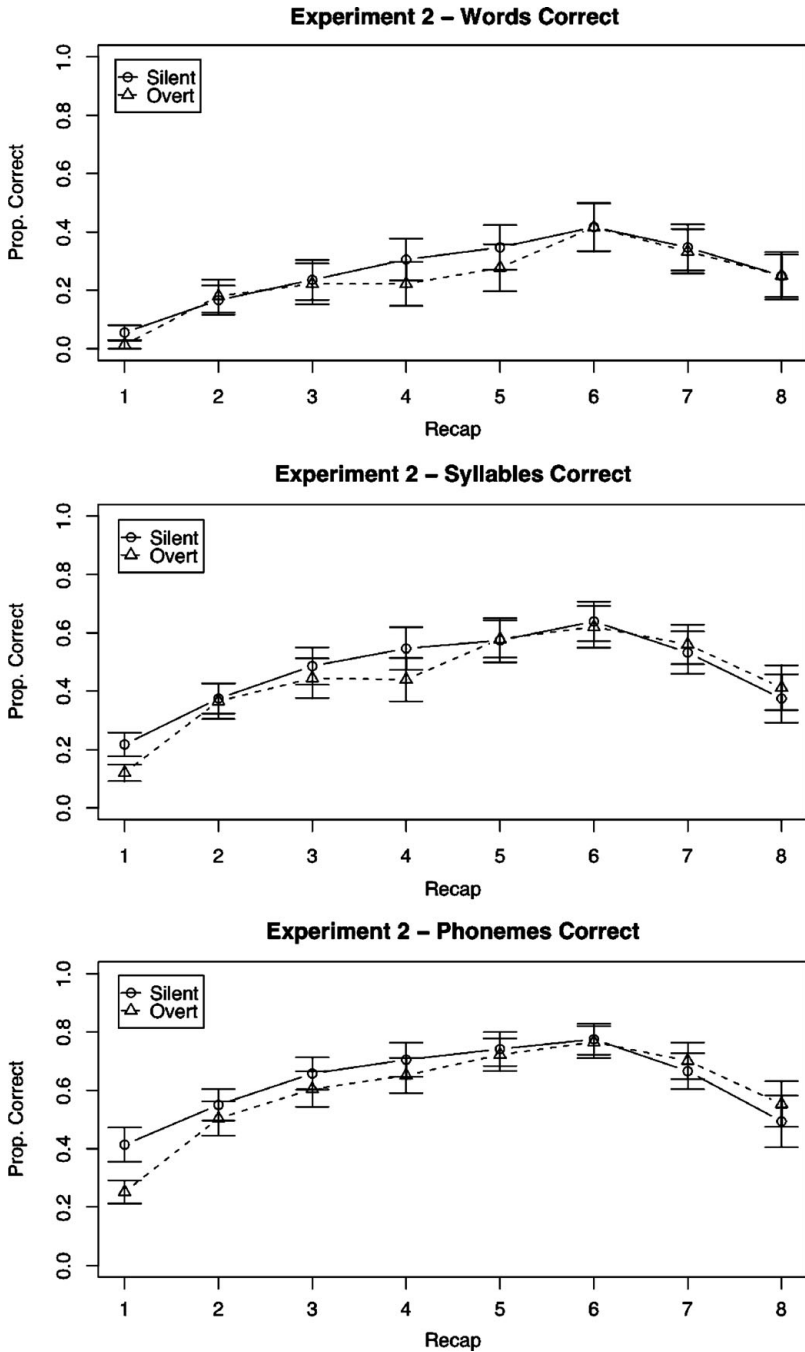 Experiment 2 – Words Correct
Prop. Correct
1.0
0.8
0.6
0.4
0.2
0.0
Silent
Overt
1 2 3 4 5 6 7 8
Recap
Experiment 2 – Syllables Correct
Prop. Correct
1.0
0.8
0.6
0.4
0.2
0.0
Silent
Overt
1 2 3 4 5 6 7 8
Recap
Experiment 2 – Phonemes Correct
Prop. Correct
1.0
0.8
0.6
0.4
0.2
0.0
Silent
Overt
1 2 3 4 5 6 7 8
Recap